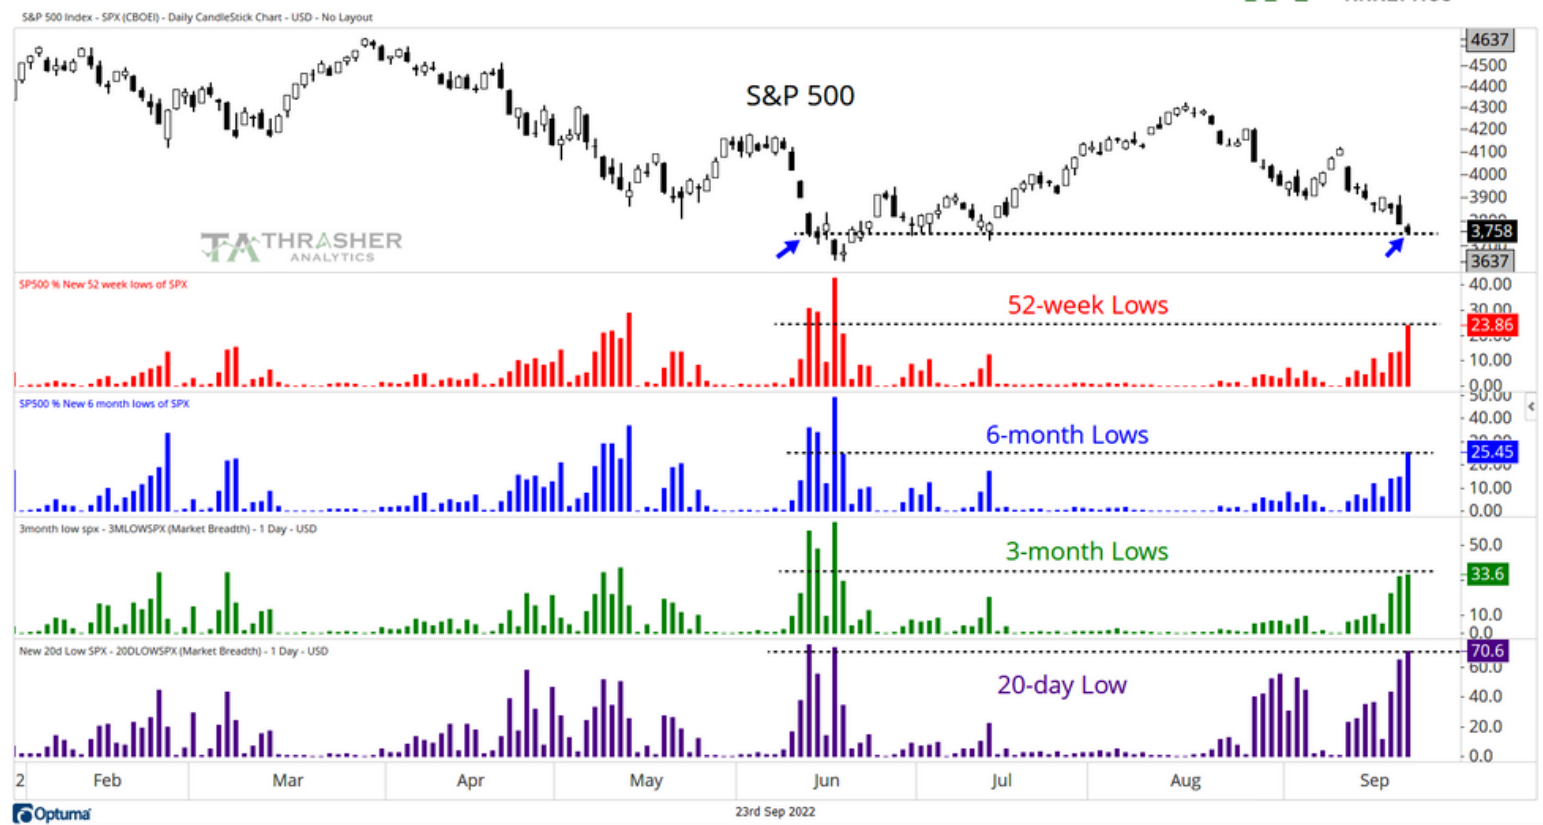 S&P 500 Index - SPX (CBOEI) - Daily CandleStick Chart - USD - No Layout
4637
4500
4400
S&P 500
4300
4200
4100
4000
3900
3,758
3637
THRASHER
ANALYTICS
SP500 % New 52 week lows of SPX
40.00
52-week Lows
30.00
23.86
10.00
0.00
SP500 % New 6 month lows of SPX
50.00
40.00
6-month Lows
25.45
20.00
10.00
0.00
3month low spx - 3MLOWSPX (Market Breadth) - 1 Day - USD
50.0
3-month Lows
33.6
10.0
0.0
New 20d Low SPX - 20DLOWSPX (Market Breadth) - 1 Day - USD
70.6
60.0
20-day Low
40.0
20.0
0.0
2 Feb Mar Apr May Jun Jul Aug Sep
Optuma
23rd Sep 2022